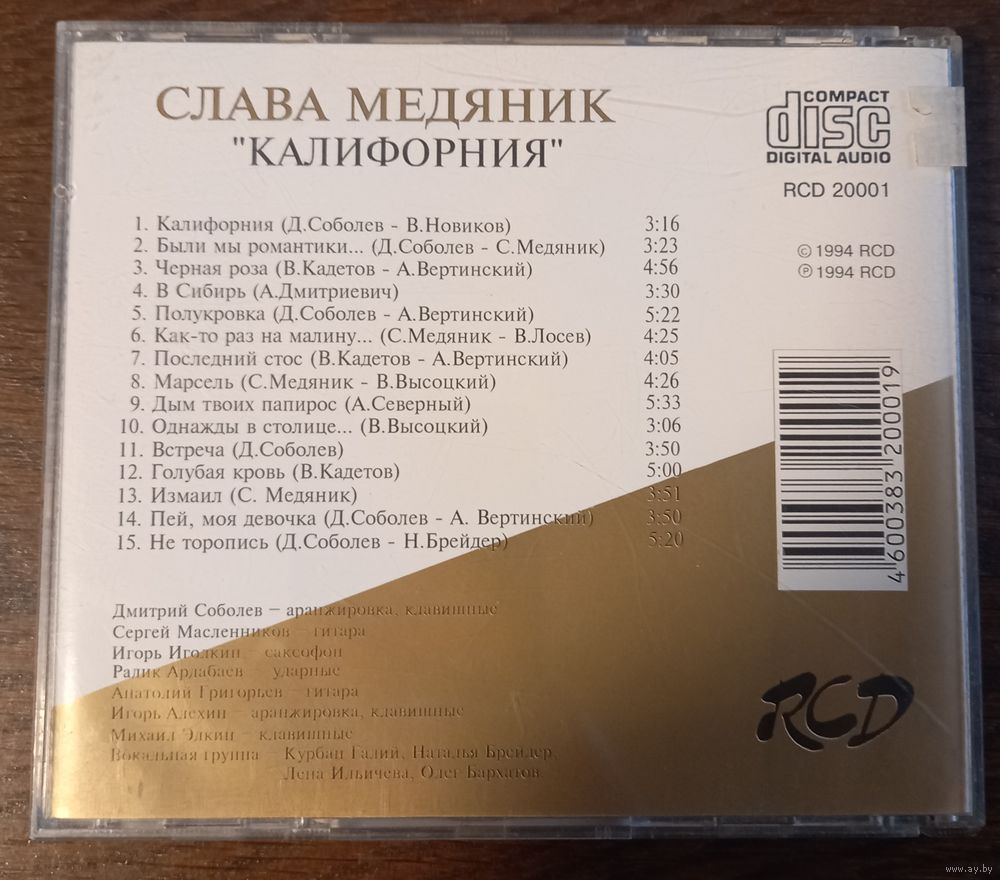 СЛАВА МЕДЯНИК
"КАЛИФОРНИЯ"
COMPACT
disc
DIGITAL AUDIO
RCD 20001
1. Калифорния (Д.Соболев - В.Новиков) 3:16
2. Были мы романтики... (Д.Соболев - С.Медяник) 3:23
3. Черная роза (В.Кадетов - А.Вертинский) 4:56
4. В Сибирь (А.Дмитриевич) 3:30
5. Полукровка (Д.Соболев - А.Вертинский) 5:22
6. Как-то раз на малину... (С.Медяник - В.Лосев) 4:25
7. Последний стос (В.Кадетов - А.Вертинский) 4:05
8. Марсель (С.Медяник - В.Высоцкий) 4:26
9. Дым твоих папирос (А.Северный) 5:33
10. Однажды в столице... (В.Высоцкий) 3:06
11. Встреча (Д.Соболев) 3:50
12. Голубая кровь (В.Кадетов) 5:00
13. Измаил (С. Медяник) 3:51
14. Пей, моя девочка (Д.Соболев - А. Вертинский) 3:50
15. Не торопись (Д.Соболев - Н.Брейдер) 5:20
© 1994 RCD
℗ 1994 RCD
4 600383 200019
Дмитрий Соболев – аранжировка, клавишные
Сергей Масленников – гитара
Игорь Иголкин – саксофон
Ралик Ардабаев – ударные
Анатолий Григорьев – гитара
Игорь Алехин – аранжировка, клавишные
Михаил Элкин – клавишные
Вокальная группа – Курбан Галий, Наталья Брейдер,
Лена Ильичева, Олег Бархатов
RCD
www.ay.by